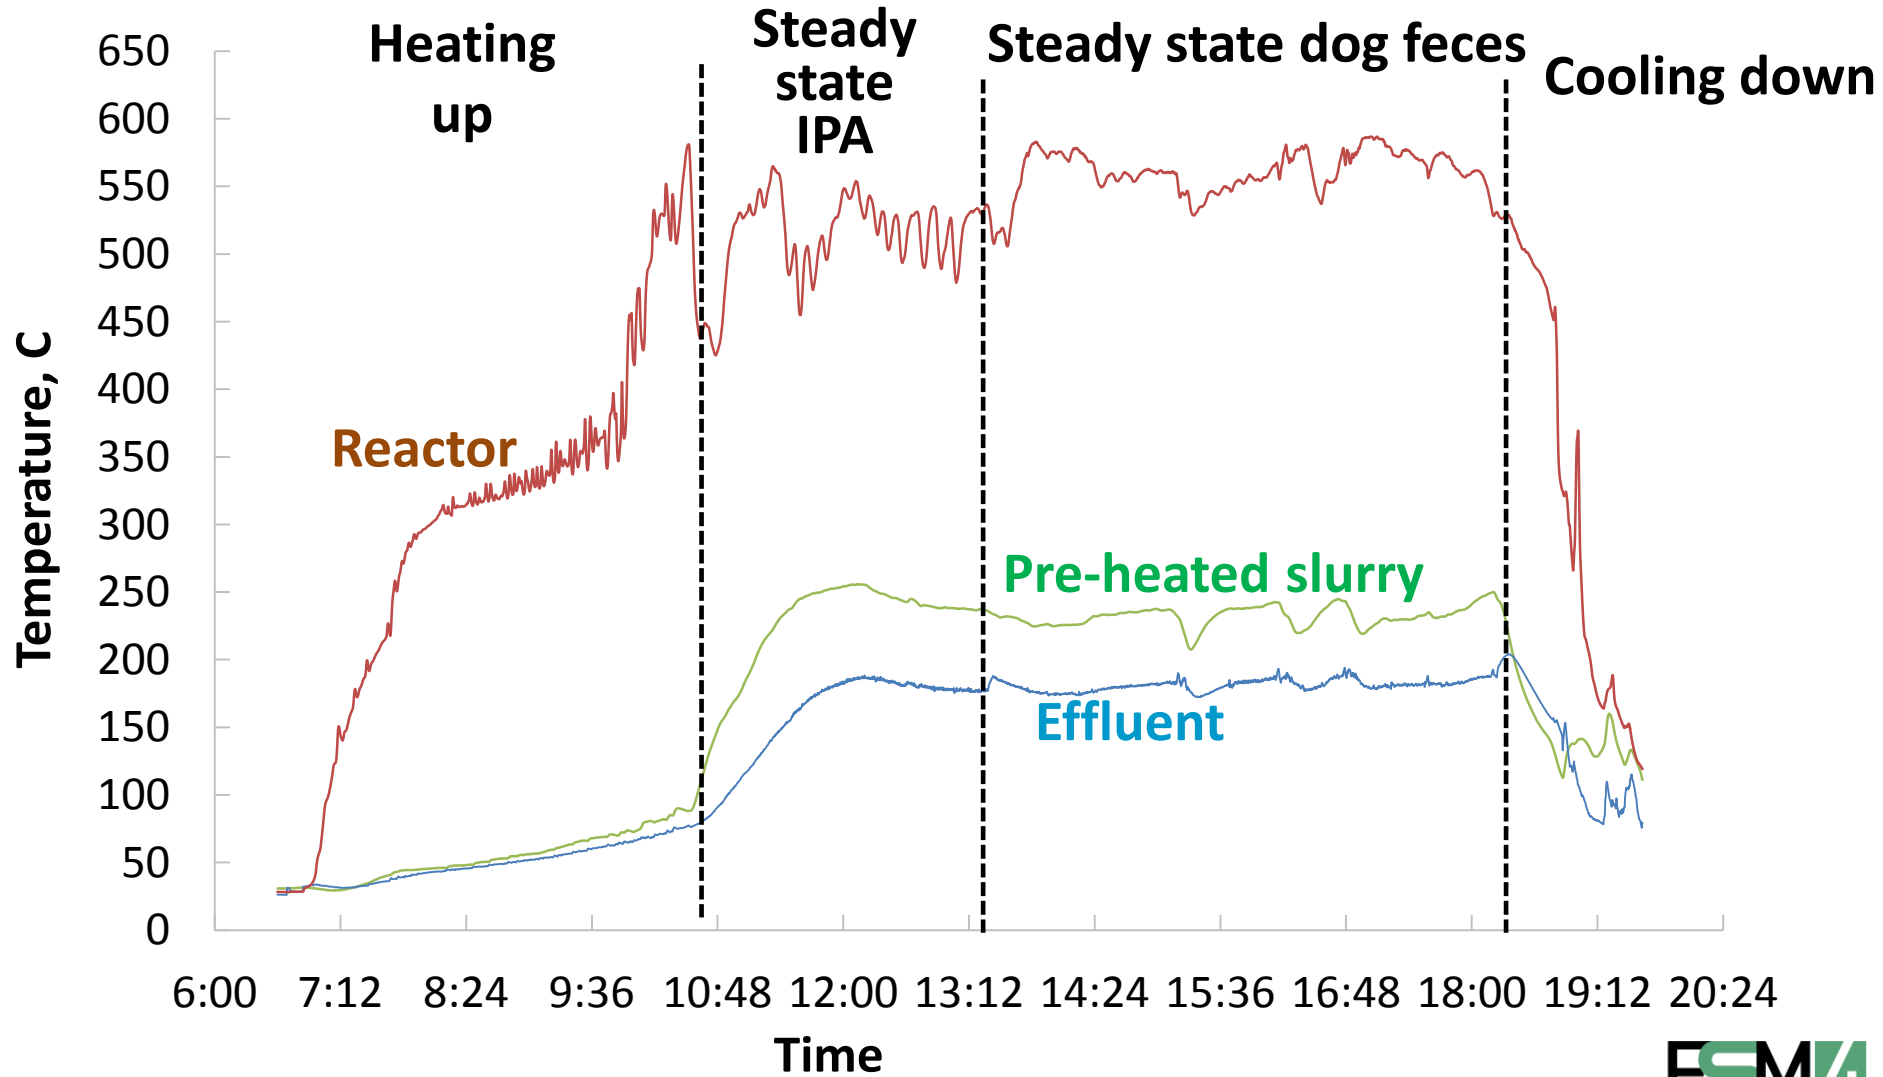 Heating
up
Steady
state
IPA
Steady state dog feces
Cooling down
650
600
550
500
450
400
350
300
250
200
150
100
50
0
Temperature, C
Reactor
Pre-heated slurry
Effluent
6:00 7:12 8:24 9:36 10:48 12:00 13:12 14:24 15:36 16:48 18:00 19:12 20:24
Time